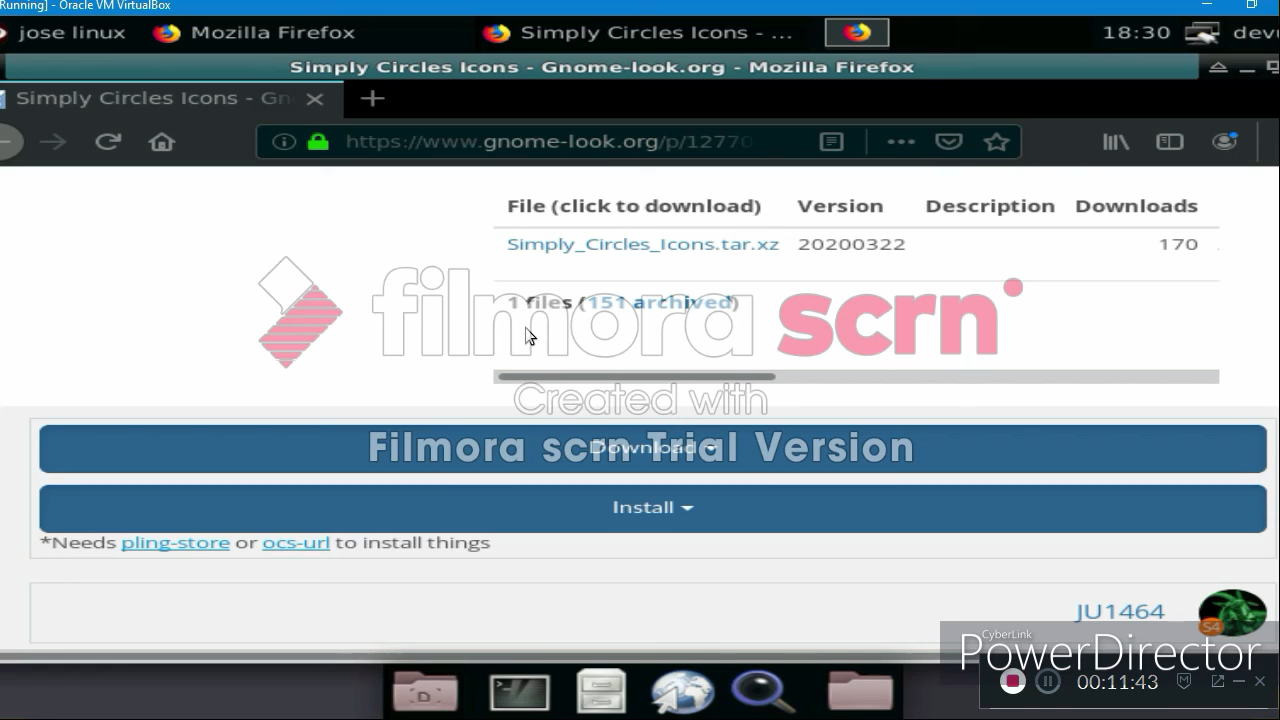 Running] - Oracle VM VirtualBox
jose linux
Mozilla Firefox
Simply Circles Icons - ...
18:30
Simply Circles Icons - Gnome-look.org - Mozilla Firefox
Simply Circles Icons - Gn
https://www.gnome-look.org/p/12770
File (click to download) Version Description Downloads
Simply_Circles_Icons.tar.xz 20200322 170
1 files (151 archived)
filmora scrn
Created with
Filmora scrn Trial Version
Download
Install
*Needs pling-store or ocs-url to install things
JU1464
S4
CyberLink
PowerDirector
00:11:43